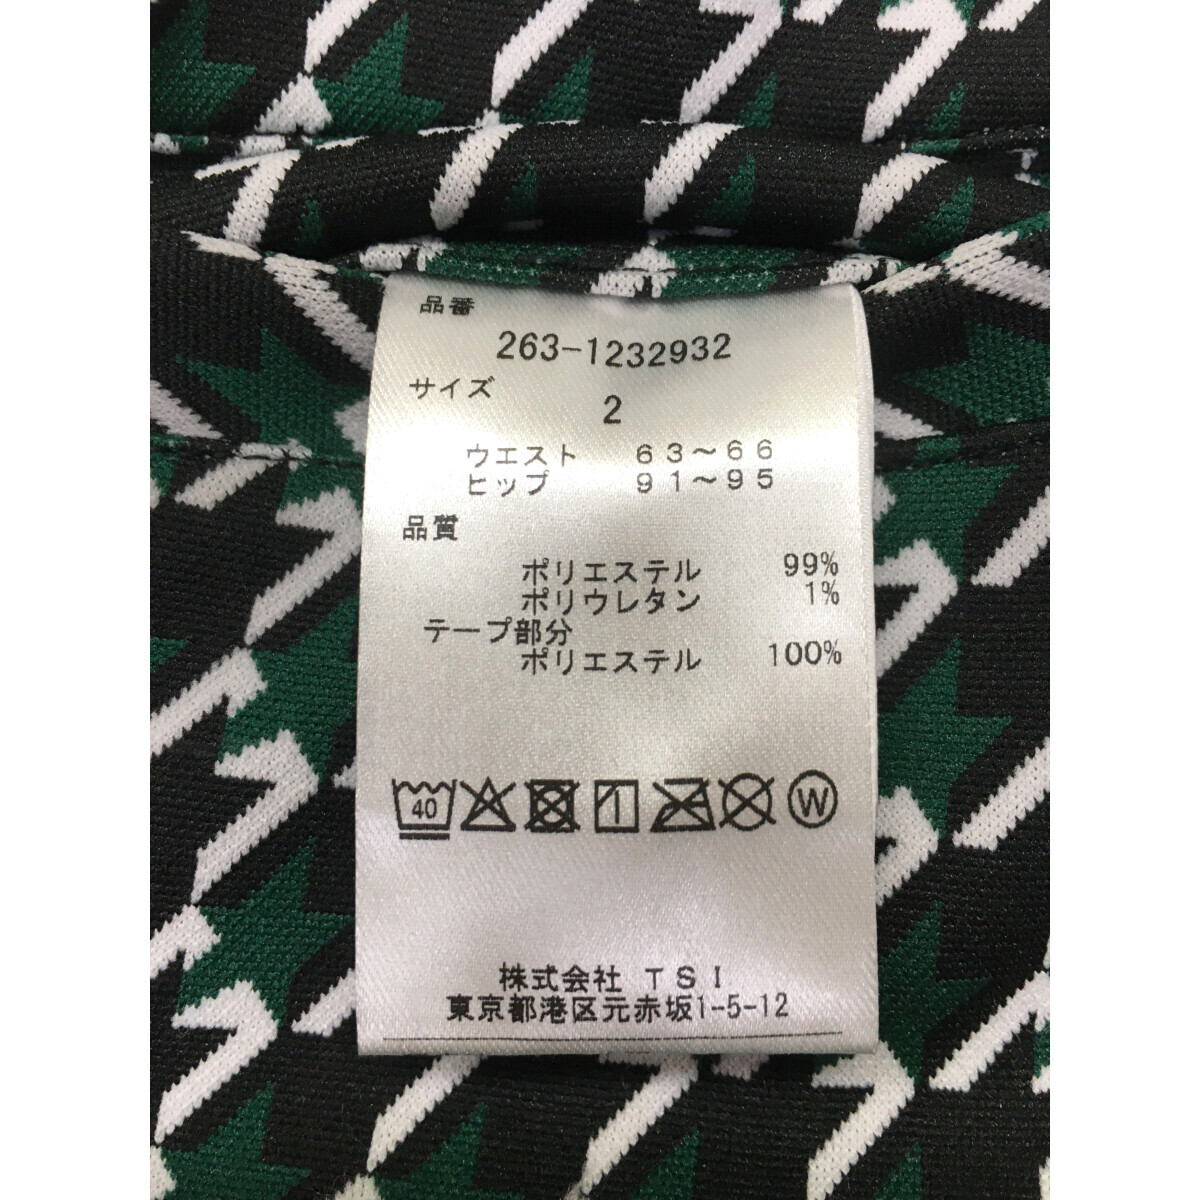 品番
263-1232932
サイズ
2
ウエスト 63～66
ヒップ 91～95
品質
ポリエステル 99%
ポリウレタン 1%
テープ部分
ポリエステル 100%
40 W
株式会社 TSI
東京都港区元赤坂1-5-12